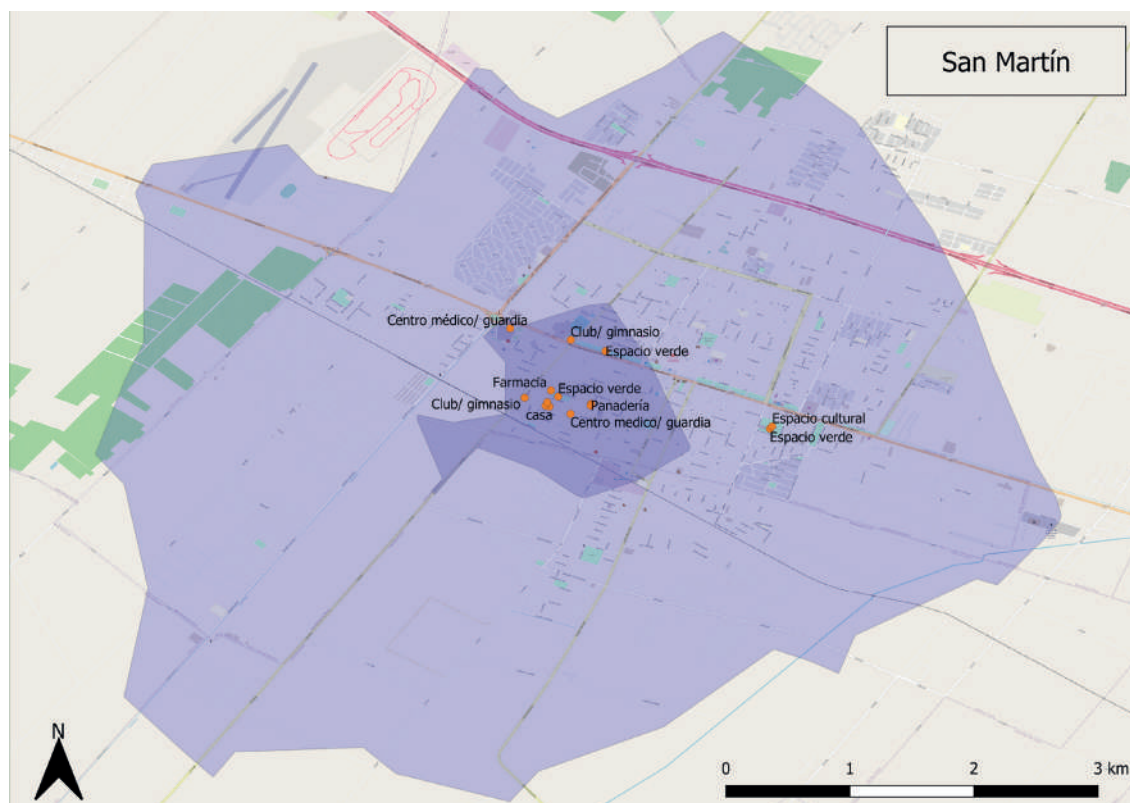 San Martín
Centro médico/ guardia
Club/ gimnasio
Espacio verde
Farmacía
Espacio verde
Club/ gimnasio
Panadería
casa
Centro medico/ guardia
Espacio cultural
Espacio verde
N
0 1 2 3 km